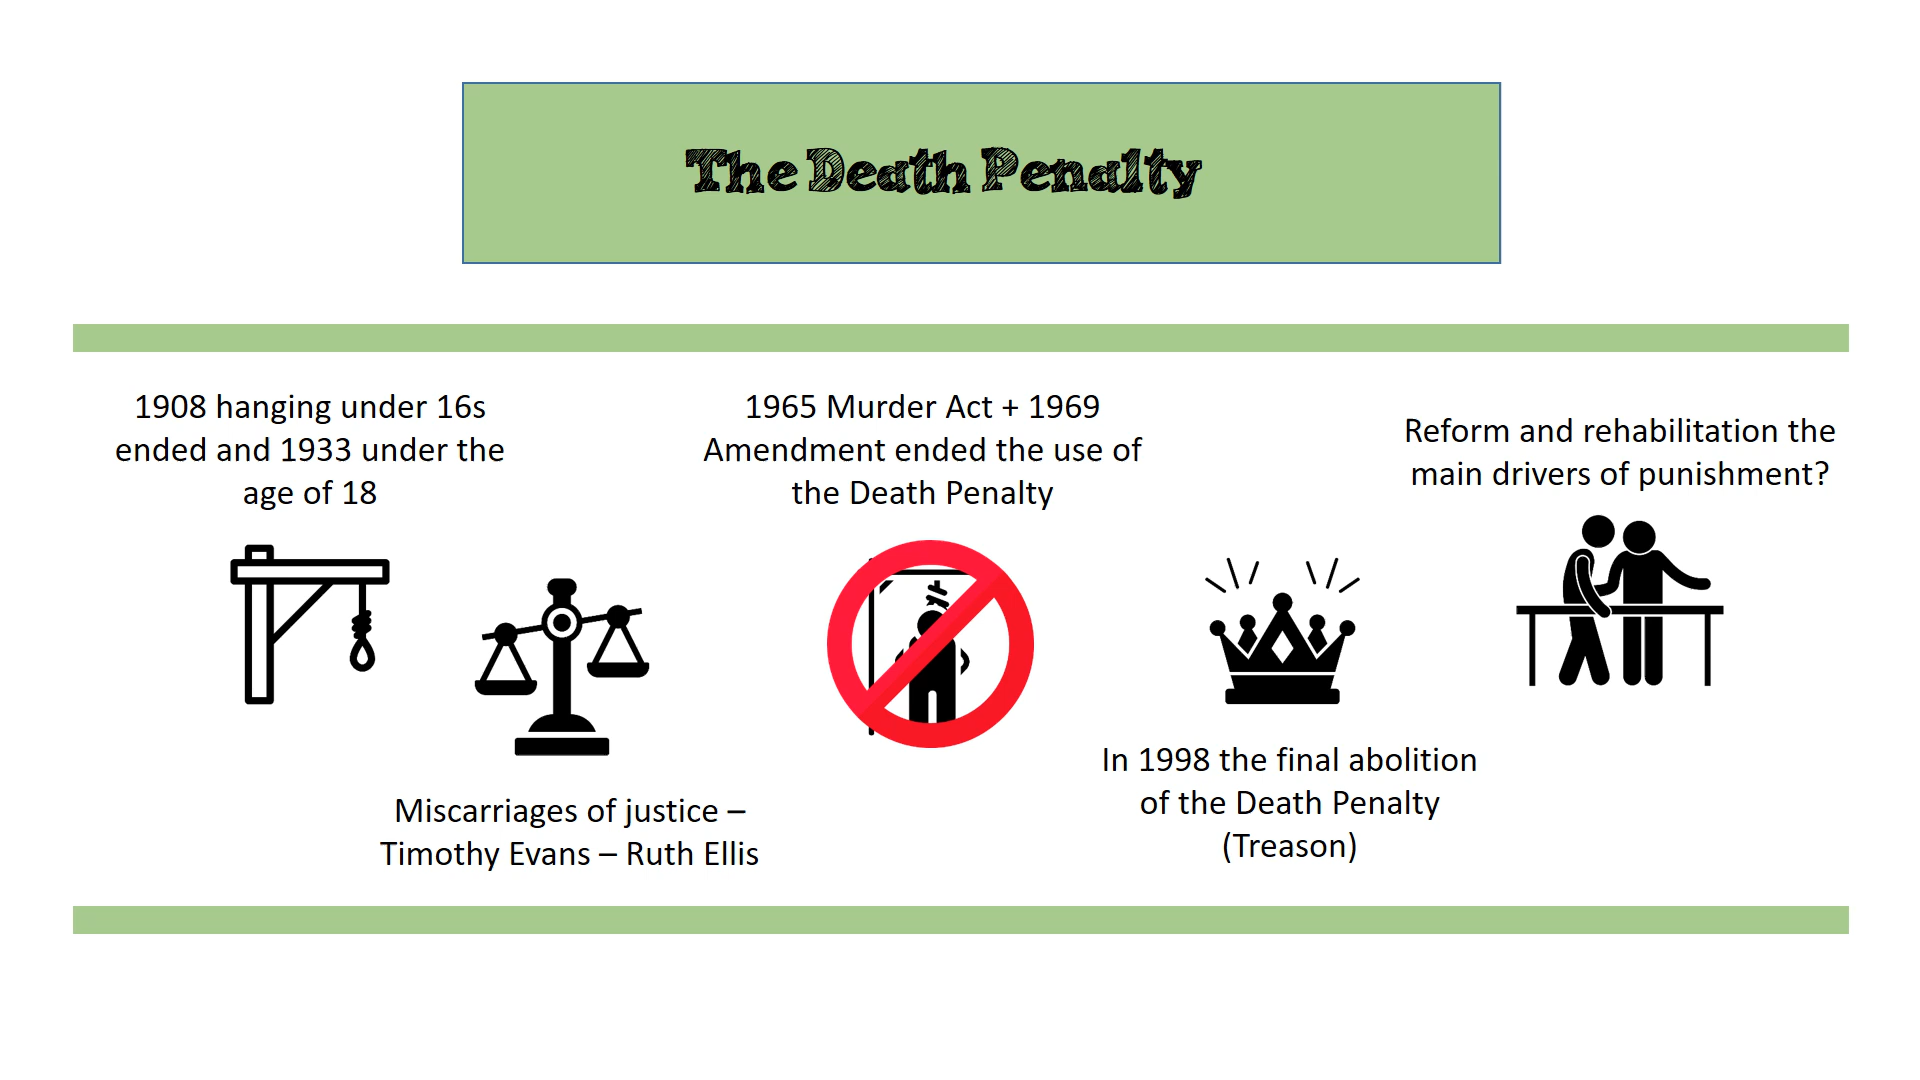 The Death Penalty
1908 hanging under 16s
ended and 1933 under the
age of 18
Miscarriages of justice –
Timothy Evans – Ruth Ellis
1965 Murder Act + 1969
Amendment ended the use of
the Death Penalty
In 1998 the final abolition
of the Death Penalty
(Treason)
Reform and rehabilitation the
main drivers of punishment?